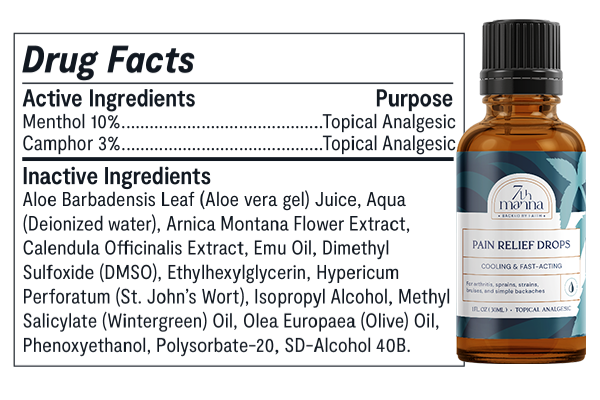 Drug Facts
Active Ingredients Purpose
Menthol 10%..........................................Topical Analgesic
Camphor 3%..........................................Topical Analgesic
Inactive Ingredients
Aloe Barbadensis Leaf (Aloe vera gel) Juice, Aqua
(Deionized water), Arnica Montana Flower Extract,
Calendula Officinalis Extract, Emu Oil, Dimethyl
Sulfoxide (DMSO), Ethylhexylglycerin, Hypericum
Perforatum (St. John's Wort), Isopropyl Alcohol, Methyl
Salicylate (Wintergreen) Oil, Olea Europaea (Olive) Oil,
Phenoxyethanol, Polysorbate-20, SD-Alcohol 40B.
7th
manna
BACKED BY FAITH
PAIN RELIEF DROPS
COOLING & FAST-ACTING
For arthritis, sprains, strains,
bruises, and simple backaches
1FL.OZ (30ML) • TOPICAL ANALGESIC